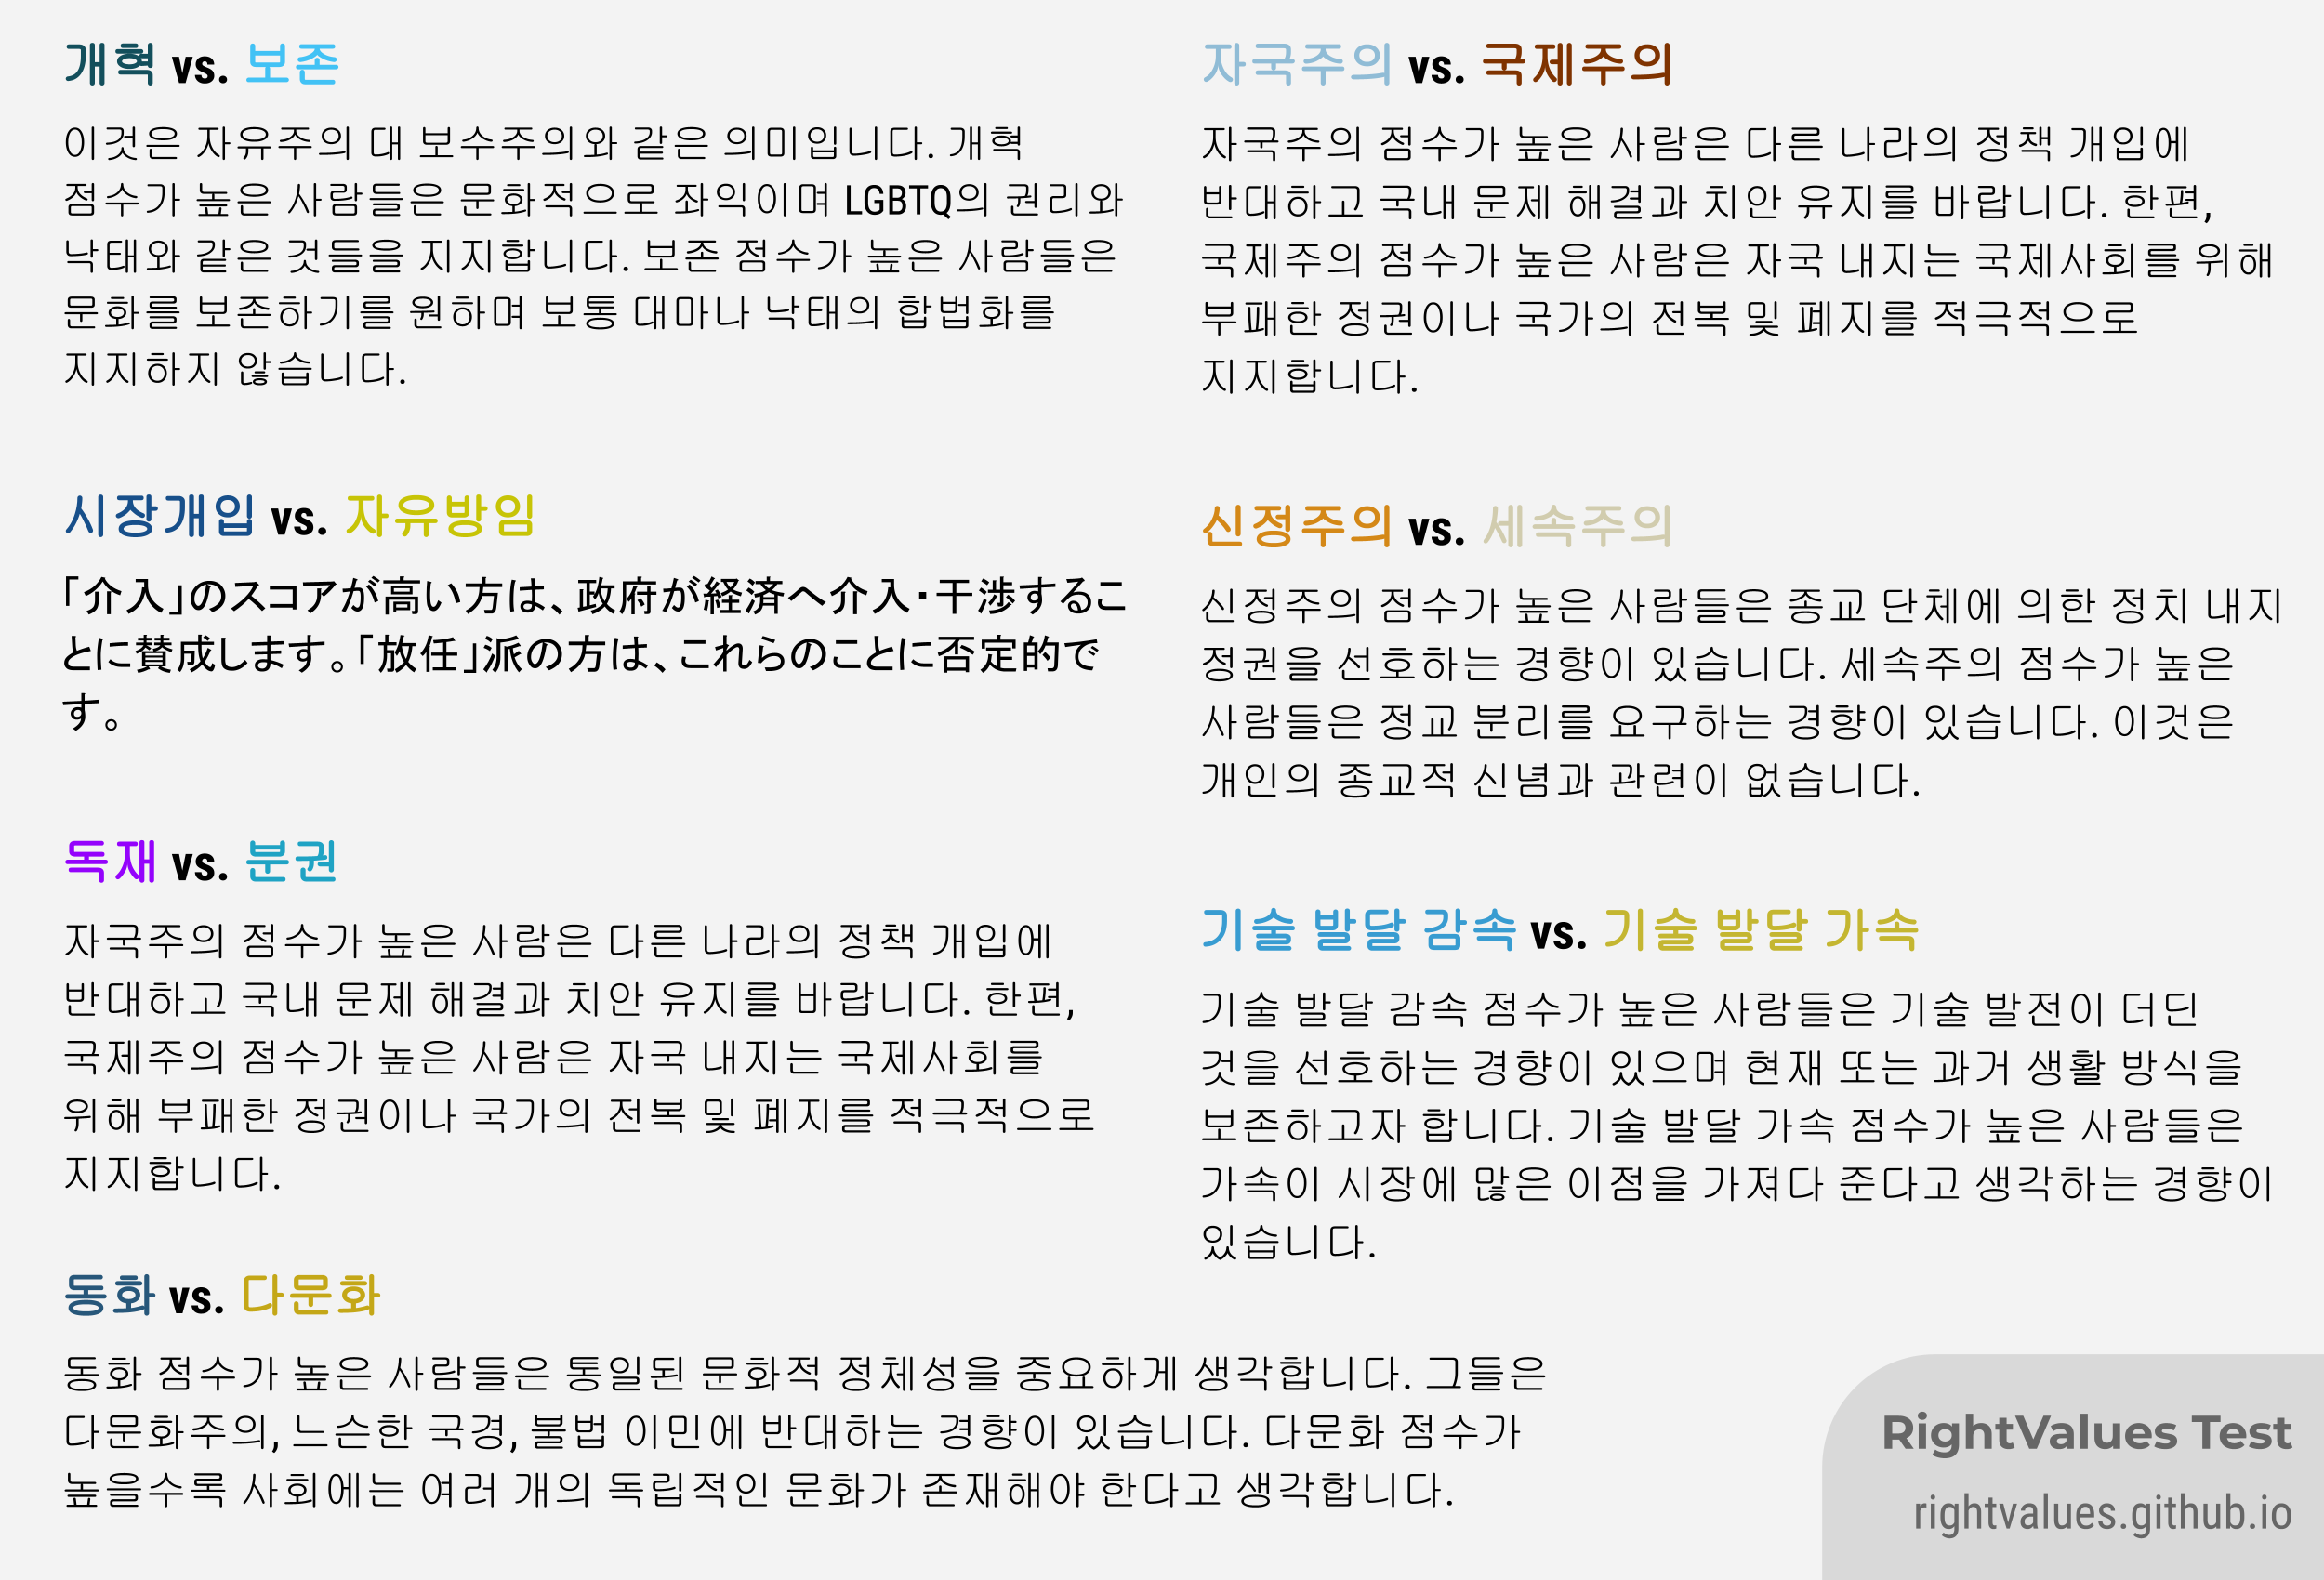 개혁 vs. 보존
이것은 자유주의 대 보수주의와 같은 의미입니다. 개혁
점수가 높은 사람들은 문화적으로 좌익이며 LGBTQ의 권리와
낙태와 같은 것들을 지지합니다. 보존 점수가 높은 사람들은
문화를 보존하기를 원하며 보통 대마나 낙태의 합법화를
지지하지 않습니다.
시장개입 vs. 자유방임
「介入」のスコアが高い方は、政府が経済へ介入・干渉するこ
とに賛成します。「放任」派の方は、これらのことに否定的で
す。
독재 vs. 분권
자국주의 점수가 높은 사람은 다른 나라의 정책 개입에
반대하고 국내 문제 해결과 치안 유지를 바랍니다. 한편,
국제주의 점수가 높은 사람은 자국 내지는 국제사회를
위해 부패한 정권이나 국가의 전복 및 폐지를 적극적으로
지지합니다.
동화 vs. 다문화
동화 점수가 높은 사람들은 통일된 문화적 정체성을 중요하게 생각합니다. 그들은
다문화주의, 느슨한 국경, 불법 이민에 반대하는 경향이 있습니다. 다문화 점수가
높을수록 사회에는 여러 개의 독립적인 문화가 존재해야 한다고 생각합니다.
자국주의 vs. 국제주의
자국주의 점수가 높은 사람은 다른 나라의 정책 개입에
반대하고 국내 문제 해결과 치안 유지를 바랍니다. 한편,
국제주의 점수가 높은 사람은 자국 내지는 국제사회를 위해
부패한 정권이나 국가의 전복 및 폐지를 적극적으로
지지합니다.
신정주의 vs. 세속주의
신정주의 점수가 높은 사람들은 종교 단체에 의한 정치 내지
정권을 선호하는 경향이 있습니다. 세속주의 점수가 높은
사람들은 정교 분리를 요구하는 경향이 있습니다. 이것은
개인의 종교적 신념과 관련이 없습니다.
기술 발달 감속 vs. 기술 발달 가속
기술 발달 감속 점수가 높은 사람들은 기술 발전이 더딘
것을 선호하는 경향이 있으며 현재 또는 과거 생활 방식을
보존하고자 합니다. 기술 발달 가속 점수가 높은 사람들은
가속이 시장에 많은 이점을 가져다 준다고 생각하는 경향이
있습니다.
RightValues Test
rightvalues.github.io